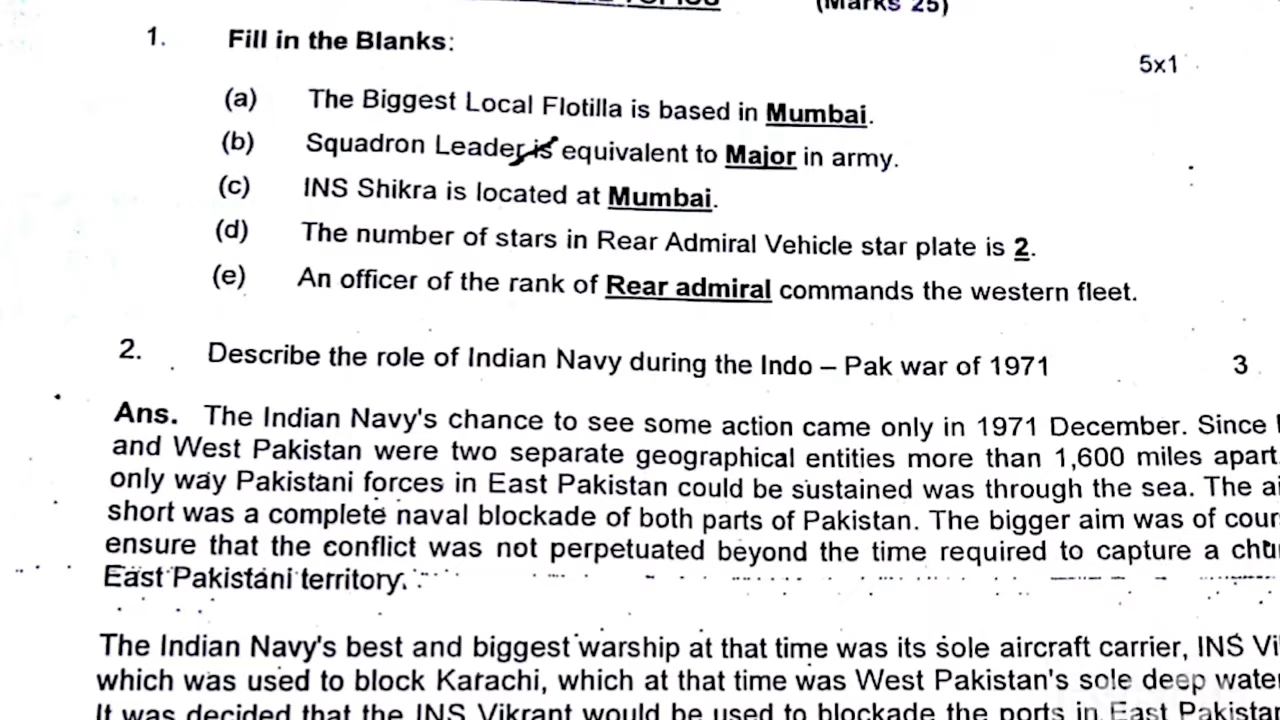 (Marks 25)
1. Fill in the Blanks:
5x1
(a) The Biggest Local Flotilla is based in Mumbai.
(b) Squadron Leader is equivalent to Major in army.
(c) INS Shikra is located at Mumbai.
(d) The number of stars in Rear Admiral Vehicle star plate is 2.
(e) An officer of the rank of Rear admiral commands the western fleet.
2. Describe the role of Indian Navy during the Indo – Pak war of 1971 3
Ans. The Indian Navy's chance to see some action came only in 1971 December. Since
and West Pakistan were two separate geographical entities more than 1,600 miles apart.
only way Pakistani forces in East Pakistan could be sustained was through the sea. The
short was a complete naval blockade of both parts of Pakistan. The bigger aim was of
ensure that the conflict was not perpetuated beyond the time required to capture a
East Pakistani territory.
The Indian Navy's best and biggest warship at that time was its sole aircraft carrier, INS
which was used to block Karachi, which at that time was West Pakistan's sole deep
It was decided that the INS Vikrant would be used to blockade the ports in East